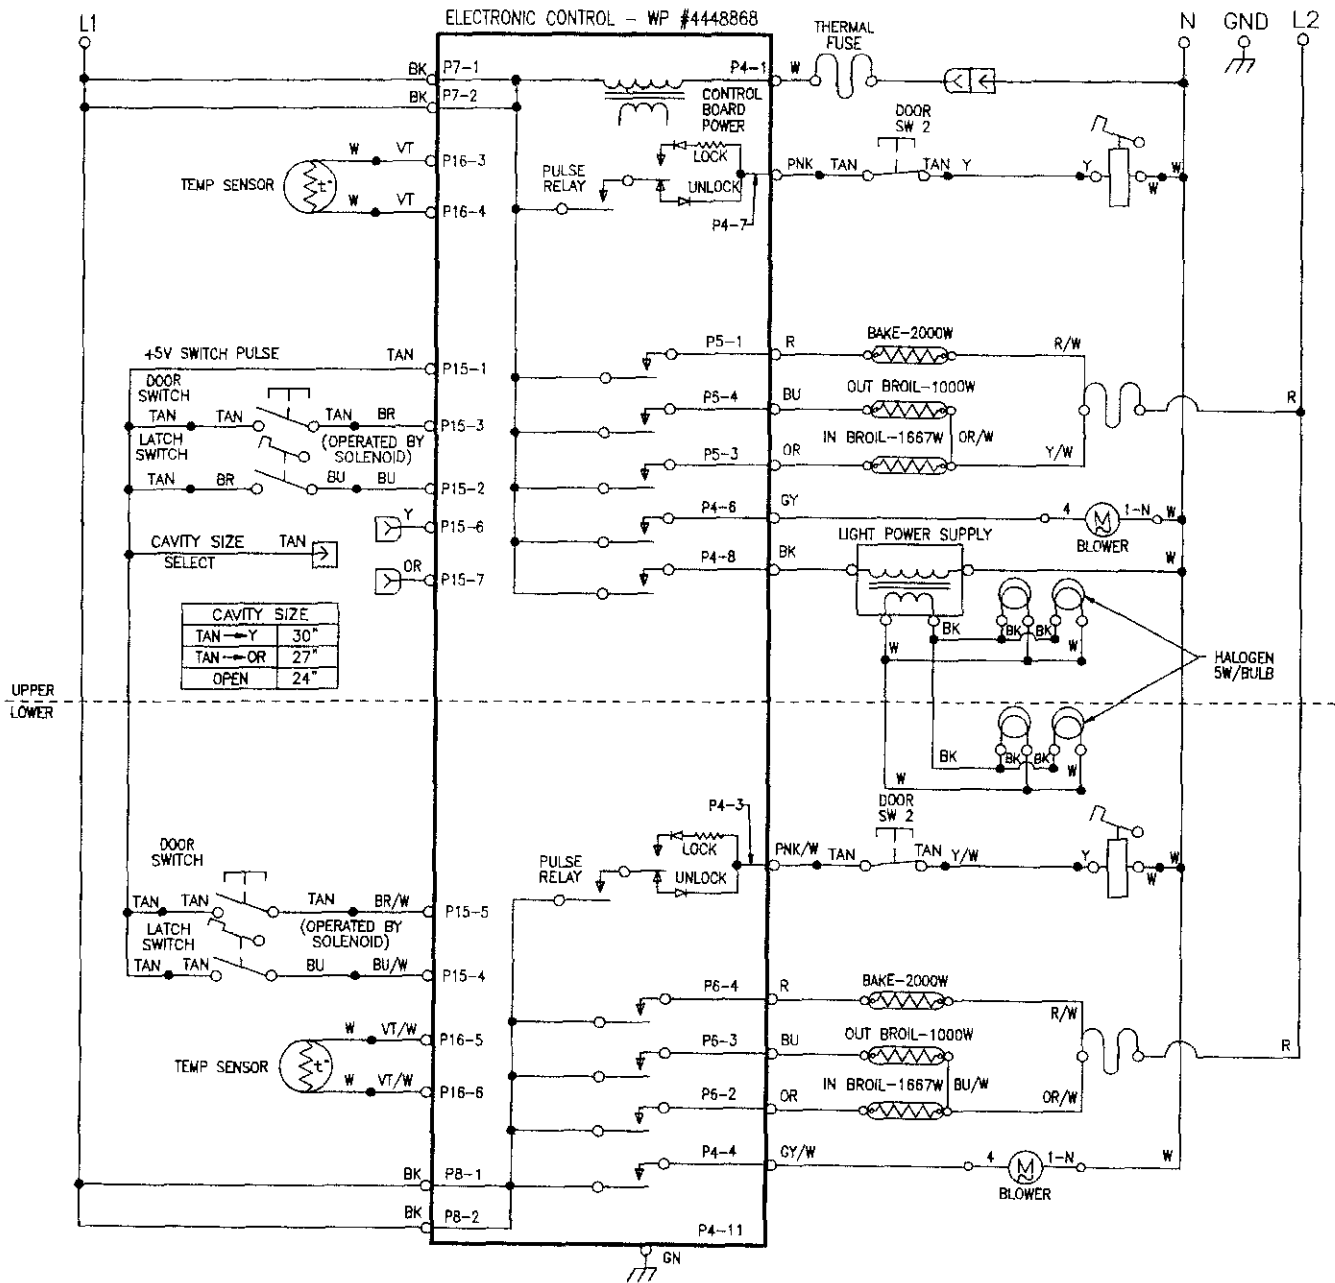 L1
ELECTRONIC CONTROL - WP #4448868
THERMAL
FUSE
N
GND
L2
BK
P7-1
P4-1
W
BK
P7-2
CONTROL
BOARD
POWER
DOOR
SW 2
W
VT
P16-3
TEMP SENSOR
t°
PULSE
RELAY
LOCK
UNLOCK
PNK
TAN
TAN
Y
Y
W
W
W
VT
P16-4
P4-7
+5V SWITCH PULSE
TAN
P15-1
P5-1
R
BAKE-2000W
R/W
DOOR
SWITCH
TAN
TAN
TAN
BR
P15-3
P5-4
BU
OUT BROIL-1000W
R
LATCH
SWITCH
(OPERATED BY
SOLENOID)
P5-3
OR
IN BROIL-1667W
OR/W
Y/W
TAN
BR
BU
BU
P15-2
P4-6
GY
4
M
1-N
W
BLOWER
Y
P15-6
CAVITY SIZE
SELECT
TAN
P4-8
BK
LIGHT POWER SUPPLY
W
OR
P15-7
CAVITY SIZE
TAN→Y 30"
TAN→OR 27"
OPEN 24"
BK
BK
BK
W
W
HALOGEN
5W/BULB
UPPER
LOWER
BK
BK
BK
W
W
P4-3
DOOR
SW 2
DOOR
SWITCH
PULSE
RELAY
LOCK
UNLOCK
PNK/W
TAN
TAN
Y/W
Y
W
W
TAN
TAN
TAN
BR/W
P15-5
LATCH
SWITCH
(OPERATED BY
SOLENOID)
TAN
TAN
BU
BU/W
P15-4
P6-4
R
BAKE-2000W
R/W
W
VT/W
P16-5
P6-3
BU
OUT BROIL-1000W
R
TEMP SENSOR
t°
W
VT/W
P16-6
P6-2
OR
IN BROIL-1667W
BU/W
OR/W
P4-4
GY/W
4
M
1-N
W
BLOWER
BK
P8-1
BK
P8-2
P4-11
GN